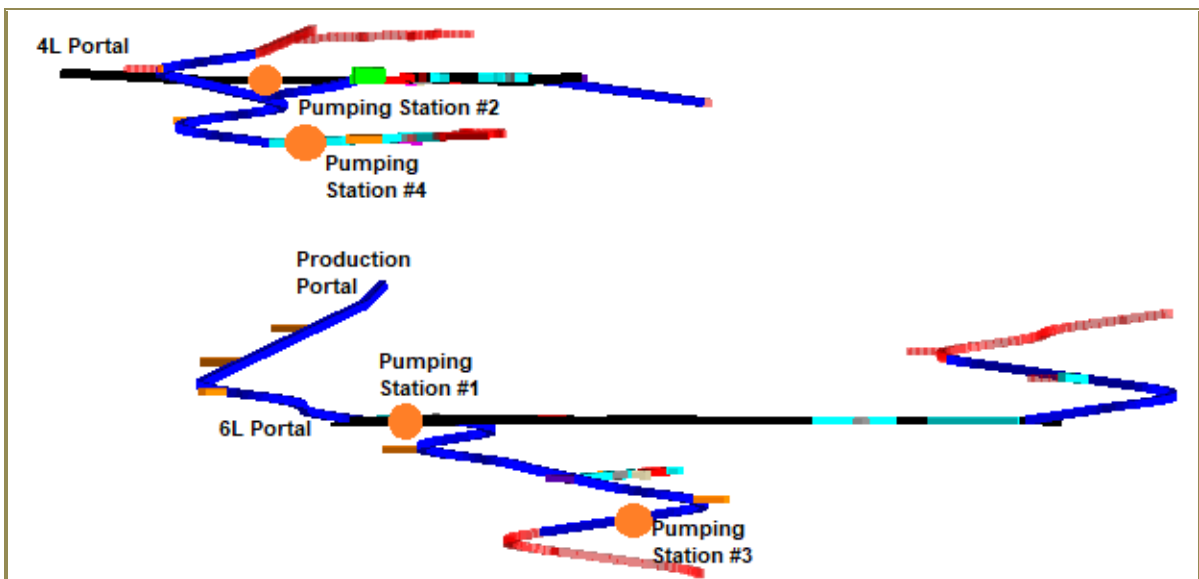 4L Portal
Pumping Station #2
Pumping
Station #4
Production
Portal
Pumping
Station #1
6L Portal
Pumping
Station #3